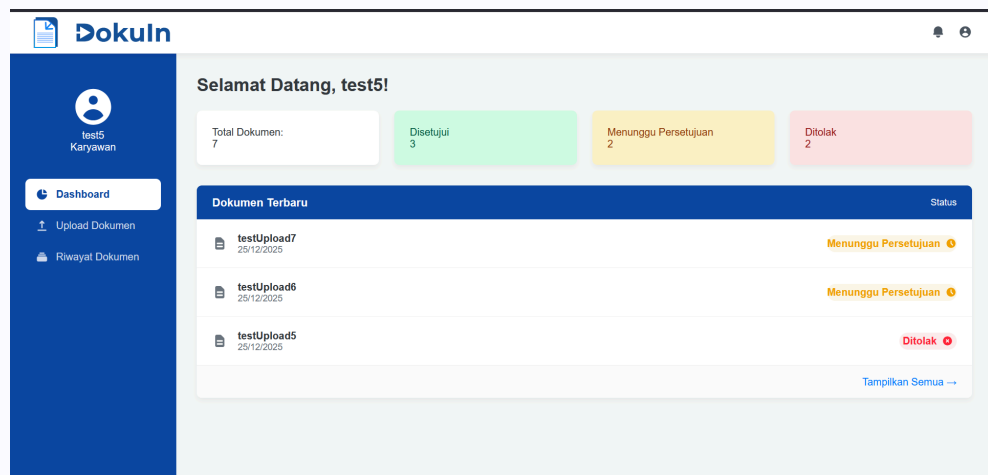 DokuIn
test5
Karyawan
Dashboard
Upload Dokumen
Riwayat Dokumen
Selamat Datang, test5!
Total Dokumen:
7
Disetujui
3
Menunggu Persetujuan
2
Ditolak
2
Dokumen Terbaru
Status
testUpload7
25/12/2025
Menunggu Persetujuan
testUpload6
25/12/2025
Menunggu Persetujuan
testUpload5
25/12/2025
Ditolak
Tampilkan Semua →